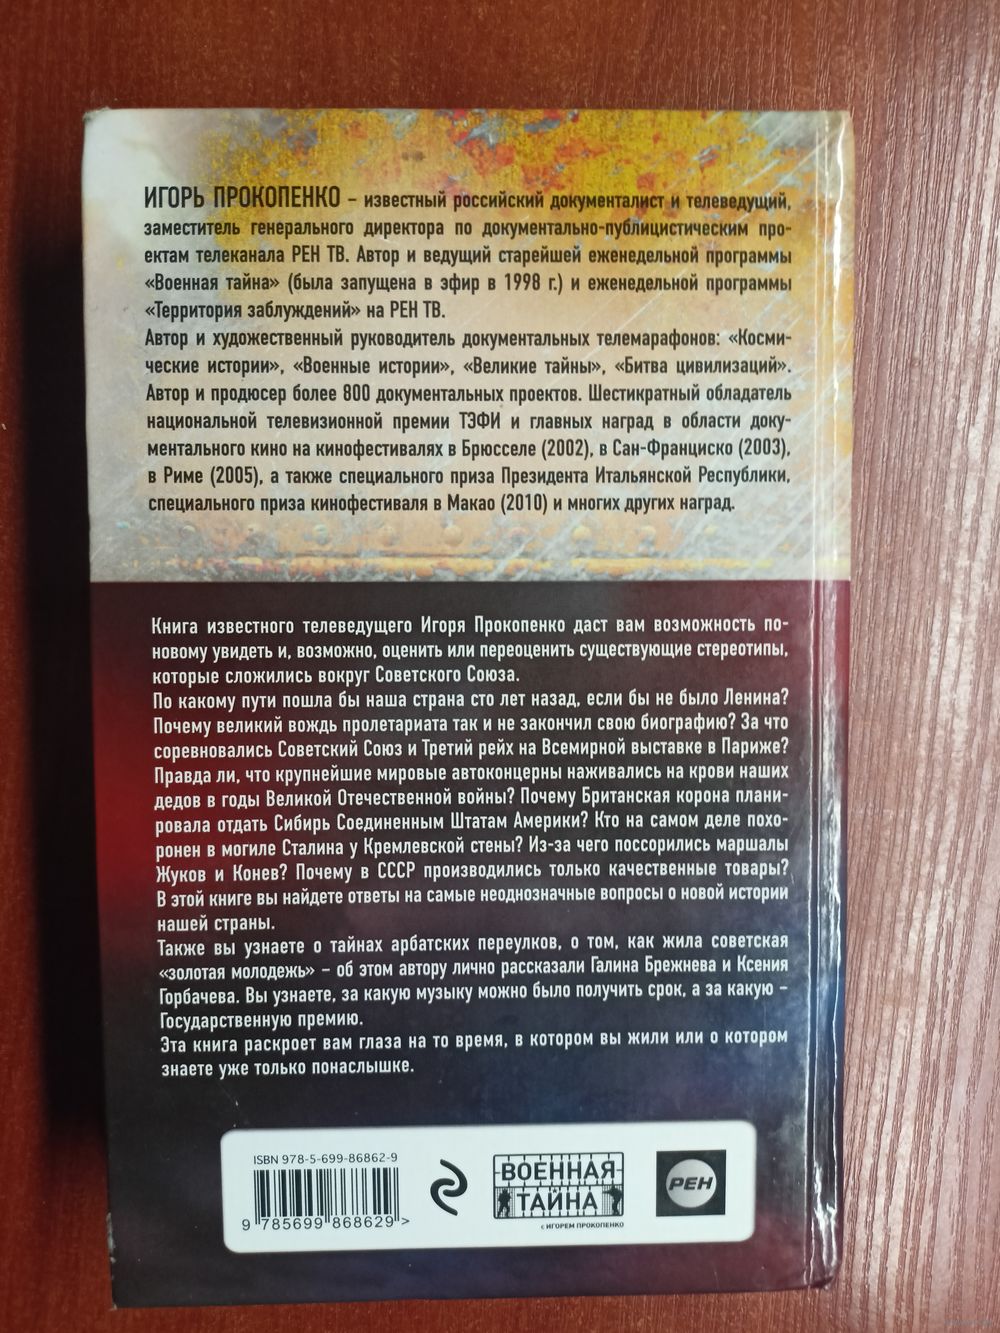 ИГОРЬ ПРОКОПЕНКО – известный российский документалист и телеведущий,
заместитель генерального директора по документально-публицистическим про-
ектам телеканала РЕН ТВ. Автор и ведущий старейшей еженедельной программы
«Военная тайна» (была запущена в эфир в 1998 г.) и еженедельной программы
«Территория заблуждений» на РЕН ТВ.
Автор и художественный руководитель документальных телемарафонов: «Косми-
ческие истории», «Военные истории», «Великие тайны», «Битва цивилизаций».
Автор и продюсер более 800 документальных проектов. Шестикратный обладатель
национальной телевизионной премии ТЭФИ и главных наград в области доку-
ментального кино на кинофестивалях в Брюсселе (2002), в Сан-Франциско (2003),
в Риме (2005), а также специального приза Президента Итальянской Республики,
специального приза кинофестиваля в Макао (2010) и многих других наград.
Книга известного телеведущего Игоря Прокопенко даст вам возможность по-
новому увидеть и, возможно, оценить или переоценить существующие стереотипы,
которые сложились вокруг Советского Союза.
По какому пути пошла бы наша страна сто лет назад, если бы не было Ленина?
Почему великий вождь пролетариата так и не закончил свою биографию? За что
соревновались Советский Союз и Третий рейх на Всемирной выставке в Париже?
Правда ли, что крупнейшие мировые автоконцерны наживались на крови наших
дедов в годы Великой Отечественной войны? Почему Британская корона плани-
ровала отдать Сибирь Соединенным Штатам Америки? Кто на самом деле похо-
ронен в могиле Сталина у Кремлевской стены? Из-за чего поссорились маршалы
Жуков и Конев? Почему в СССР производились только качественные товары?
В этой книге вы найдете ответы на самые неоднозначные вопросы о новой истории
нашей страны.
Также вы узнаете о тайнах арбатских переулков, о том, как жила советская
«золотая молодежь» – об этом автору лично рассказали Галина Брежнева и Ксения
Горбачева. Вы узнаете, за какую музыку можно было получить срок, а за какую –
Государственную премию.
Эта книга раскроет вам глаза на то время, в котором вы жили или о котором
знаете уже только понаслышке.
ISBN 978-5-699-86862-9
9 785699 868629 >
ВОЕННАЯ
ТАЙНА
С ИГОРЕМ ПРОКОПЕНКО
РЕН